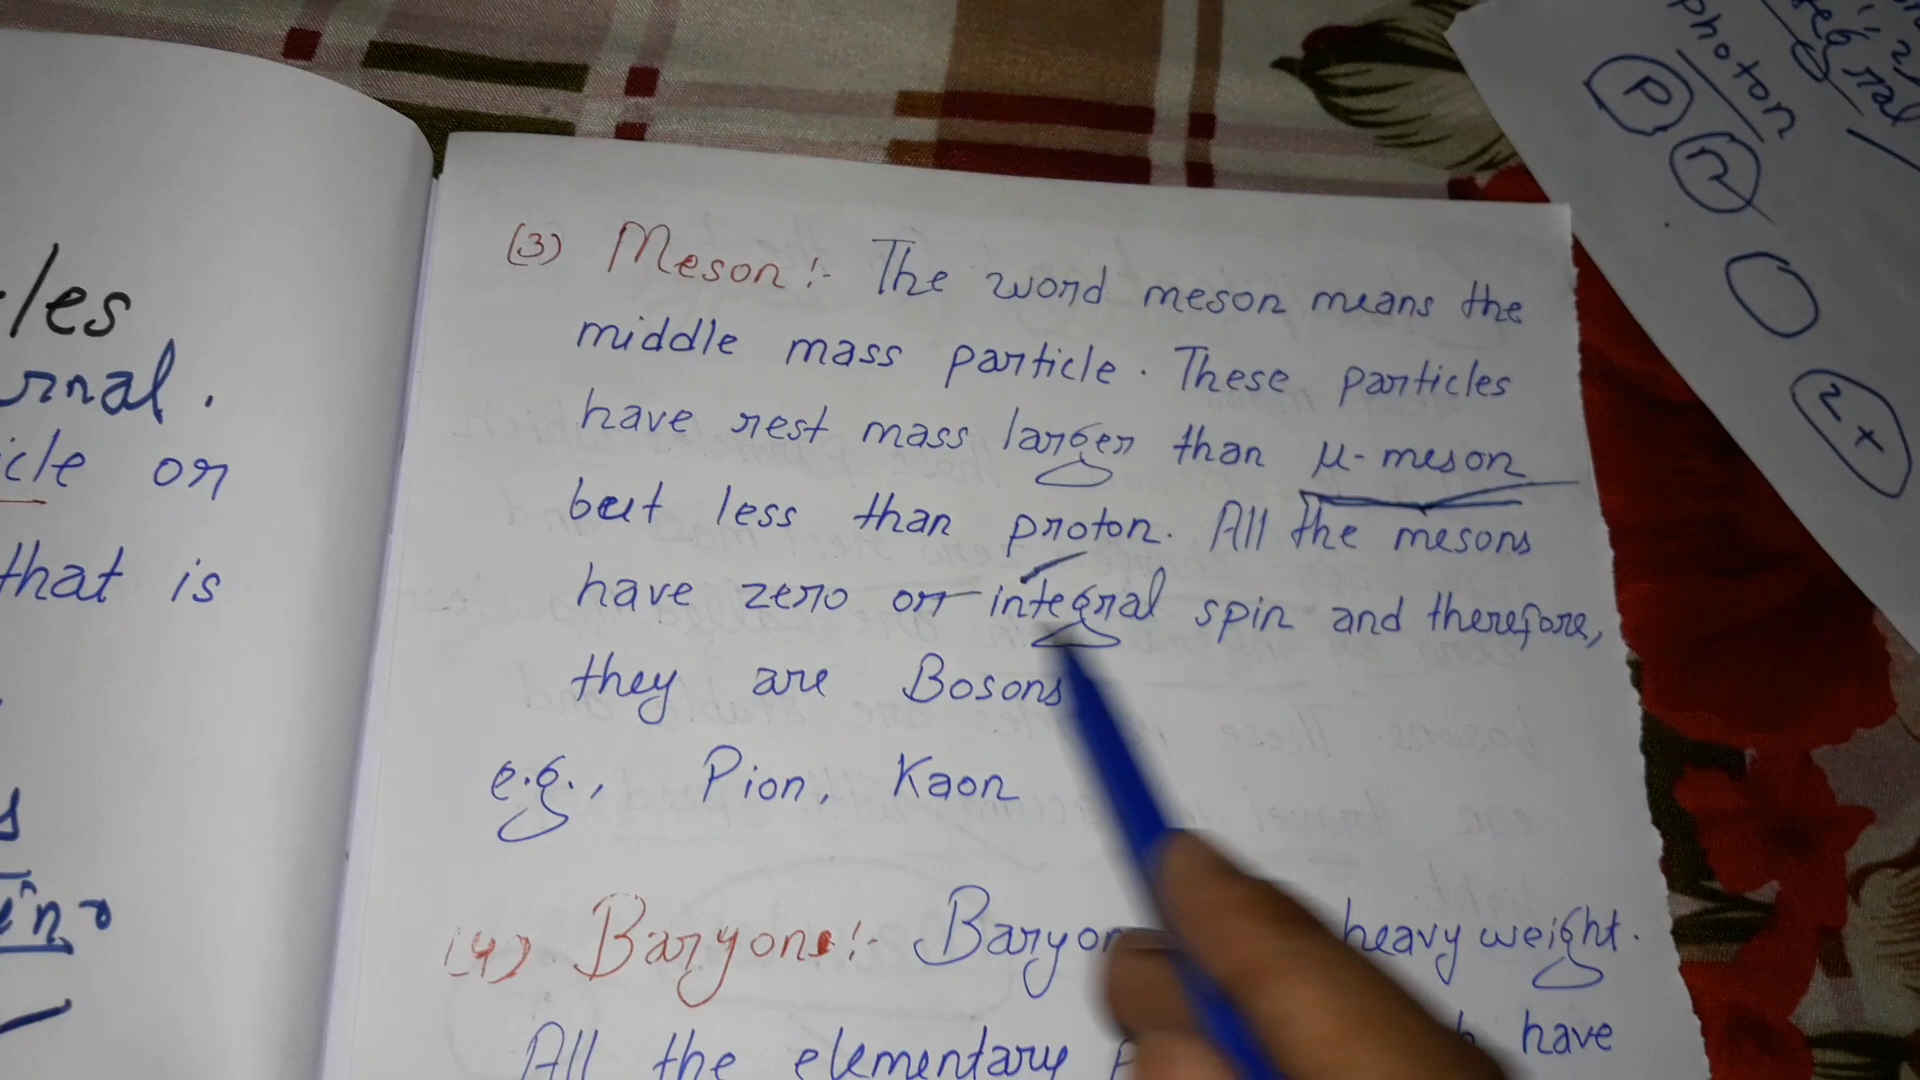 les
rnal.
cle or
that is
(3) Meson :- The word meson means the
middle mass particle. These particles
have rest mass larger than μ-meson
but less than proton. All the mesons
have zero or integral spin and therefore,
they are Bosons
e.g., Pion, Kaon
(4) Baryons :- Baryon heavy weight.
All the elementary have
photon
P
n
2+